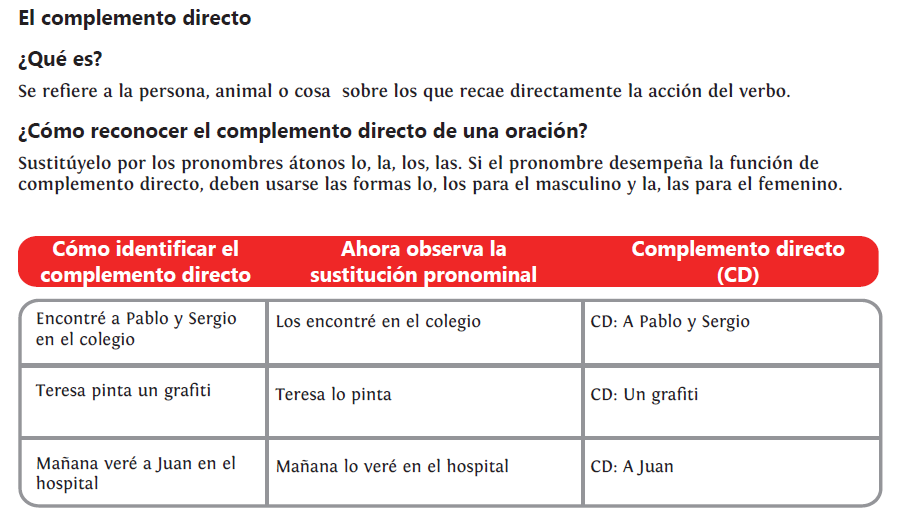 El complemento directo
¿Qué es?
Se refiere a la persona, animal o cosa sobre los que recae directamente la acción del verbo.
¿Cómo reconocer el complemento directo de una oración?
Sustitúyelo por los pronombres átonos lo, la, los, las. Si el pronombre desempeña la función de
complemento directo, deben usarse las formas lo, los para el masculino y la, las para el femenino.
Cómo identificar el
complemento directo
Ahora observa la
sustitución pronominal
Complemento directo
(CD)
Encontré a Pablo y Sergio
en el colegio
Los encontré en el colegio
CD: A Pablo y Sergio
Teresa pinta un grafiti
Teresa lo pinta
CD: Un grafiti
Mañana veré a Juan en el
hospital
Mañana lo veré en el hospital
CD: A Juan